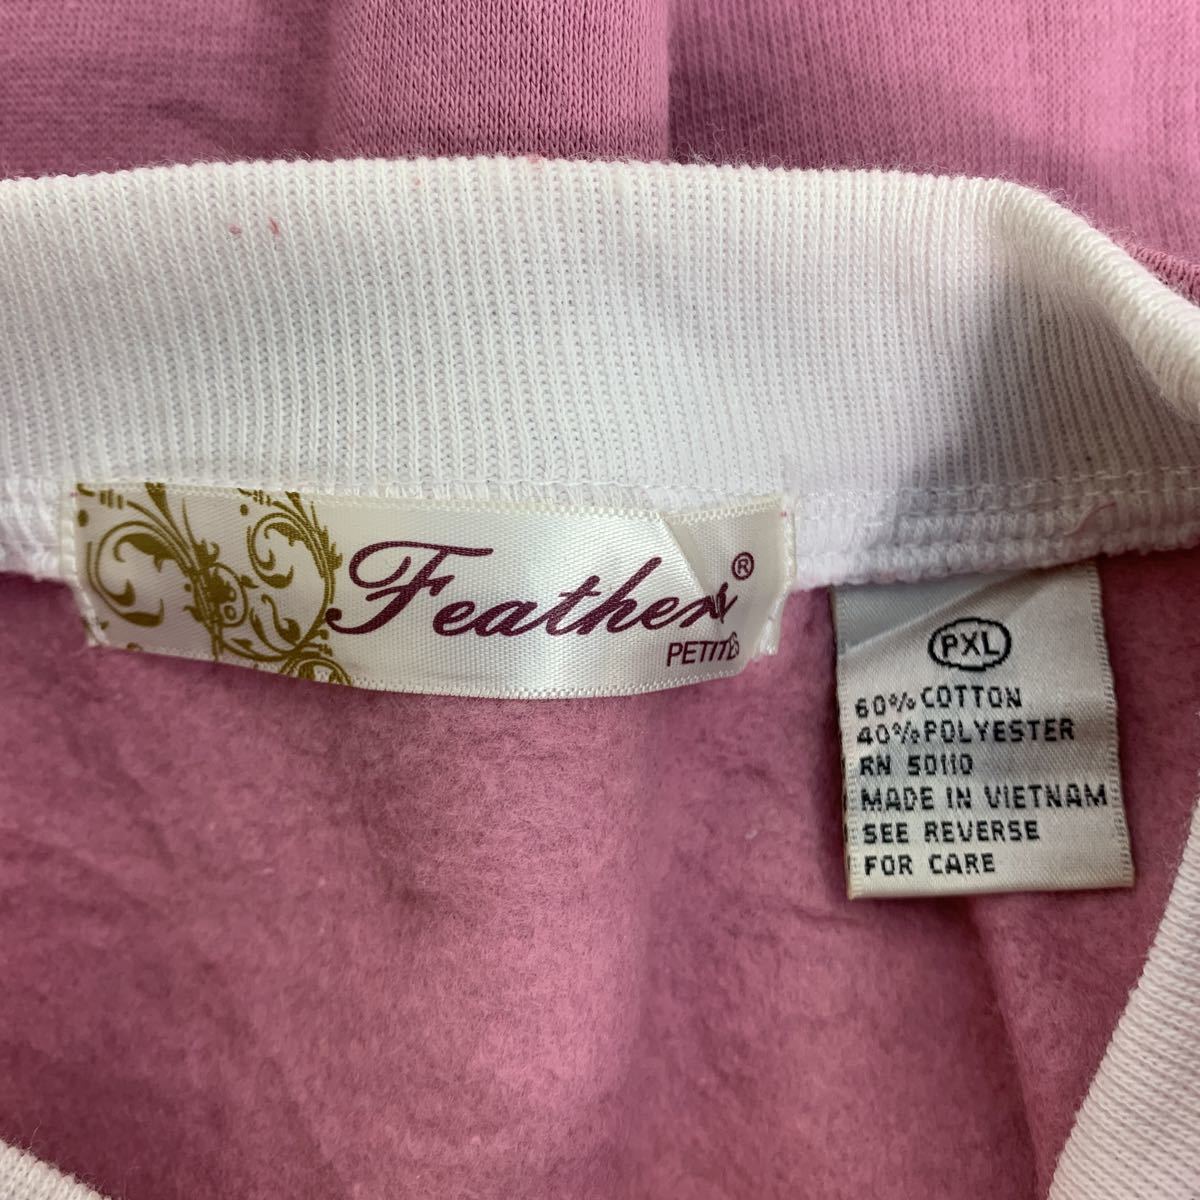 Feathers®
PETITES
PXL
60% COTTON
40% POLYESTER
RN 50110
MADE IN VIETNAM
SEE REVERSE
FOR CARE